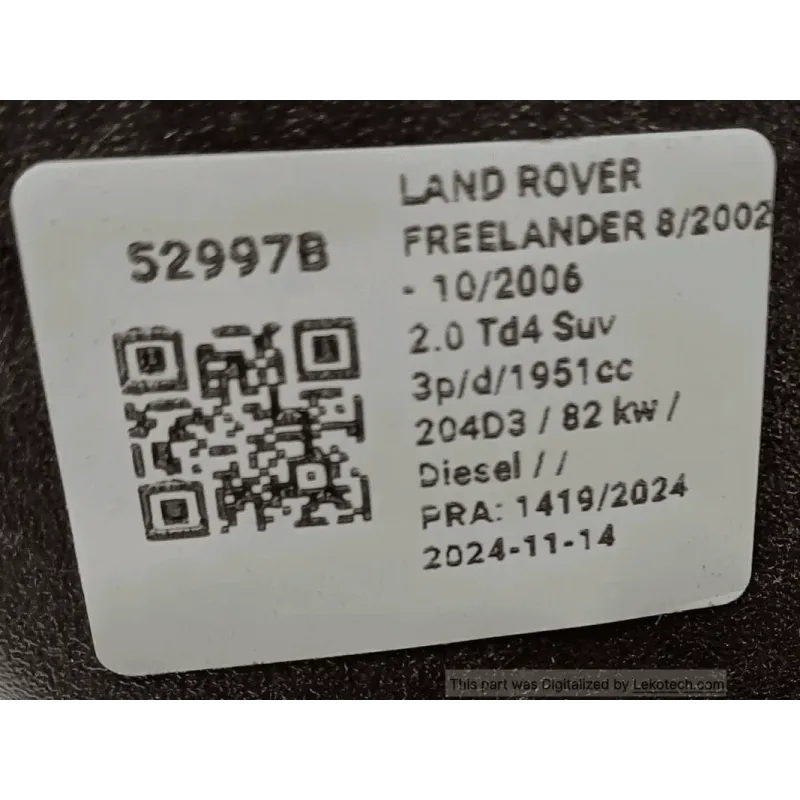 52997B
LAND ROVER
FREELANDER 8/2002
- 10/2006
2.0 Td4 Suv
3p/d/1951cc
204D3 / 82 kw /
Diesel / /
PRA: 1419/2024
2024-11-14
This part was Digitalized by Lekotech.com